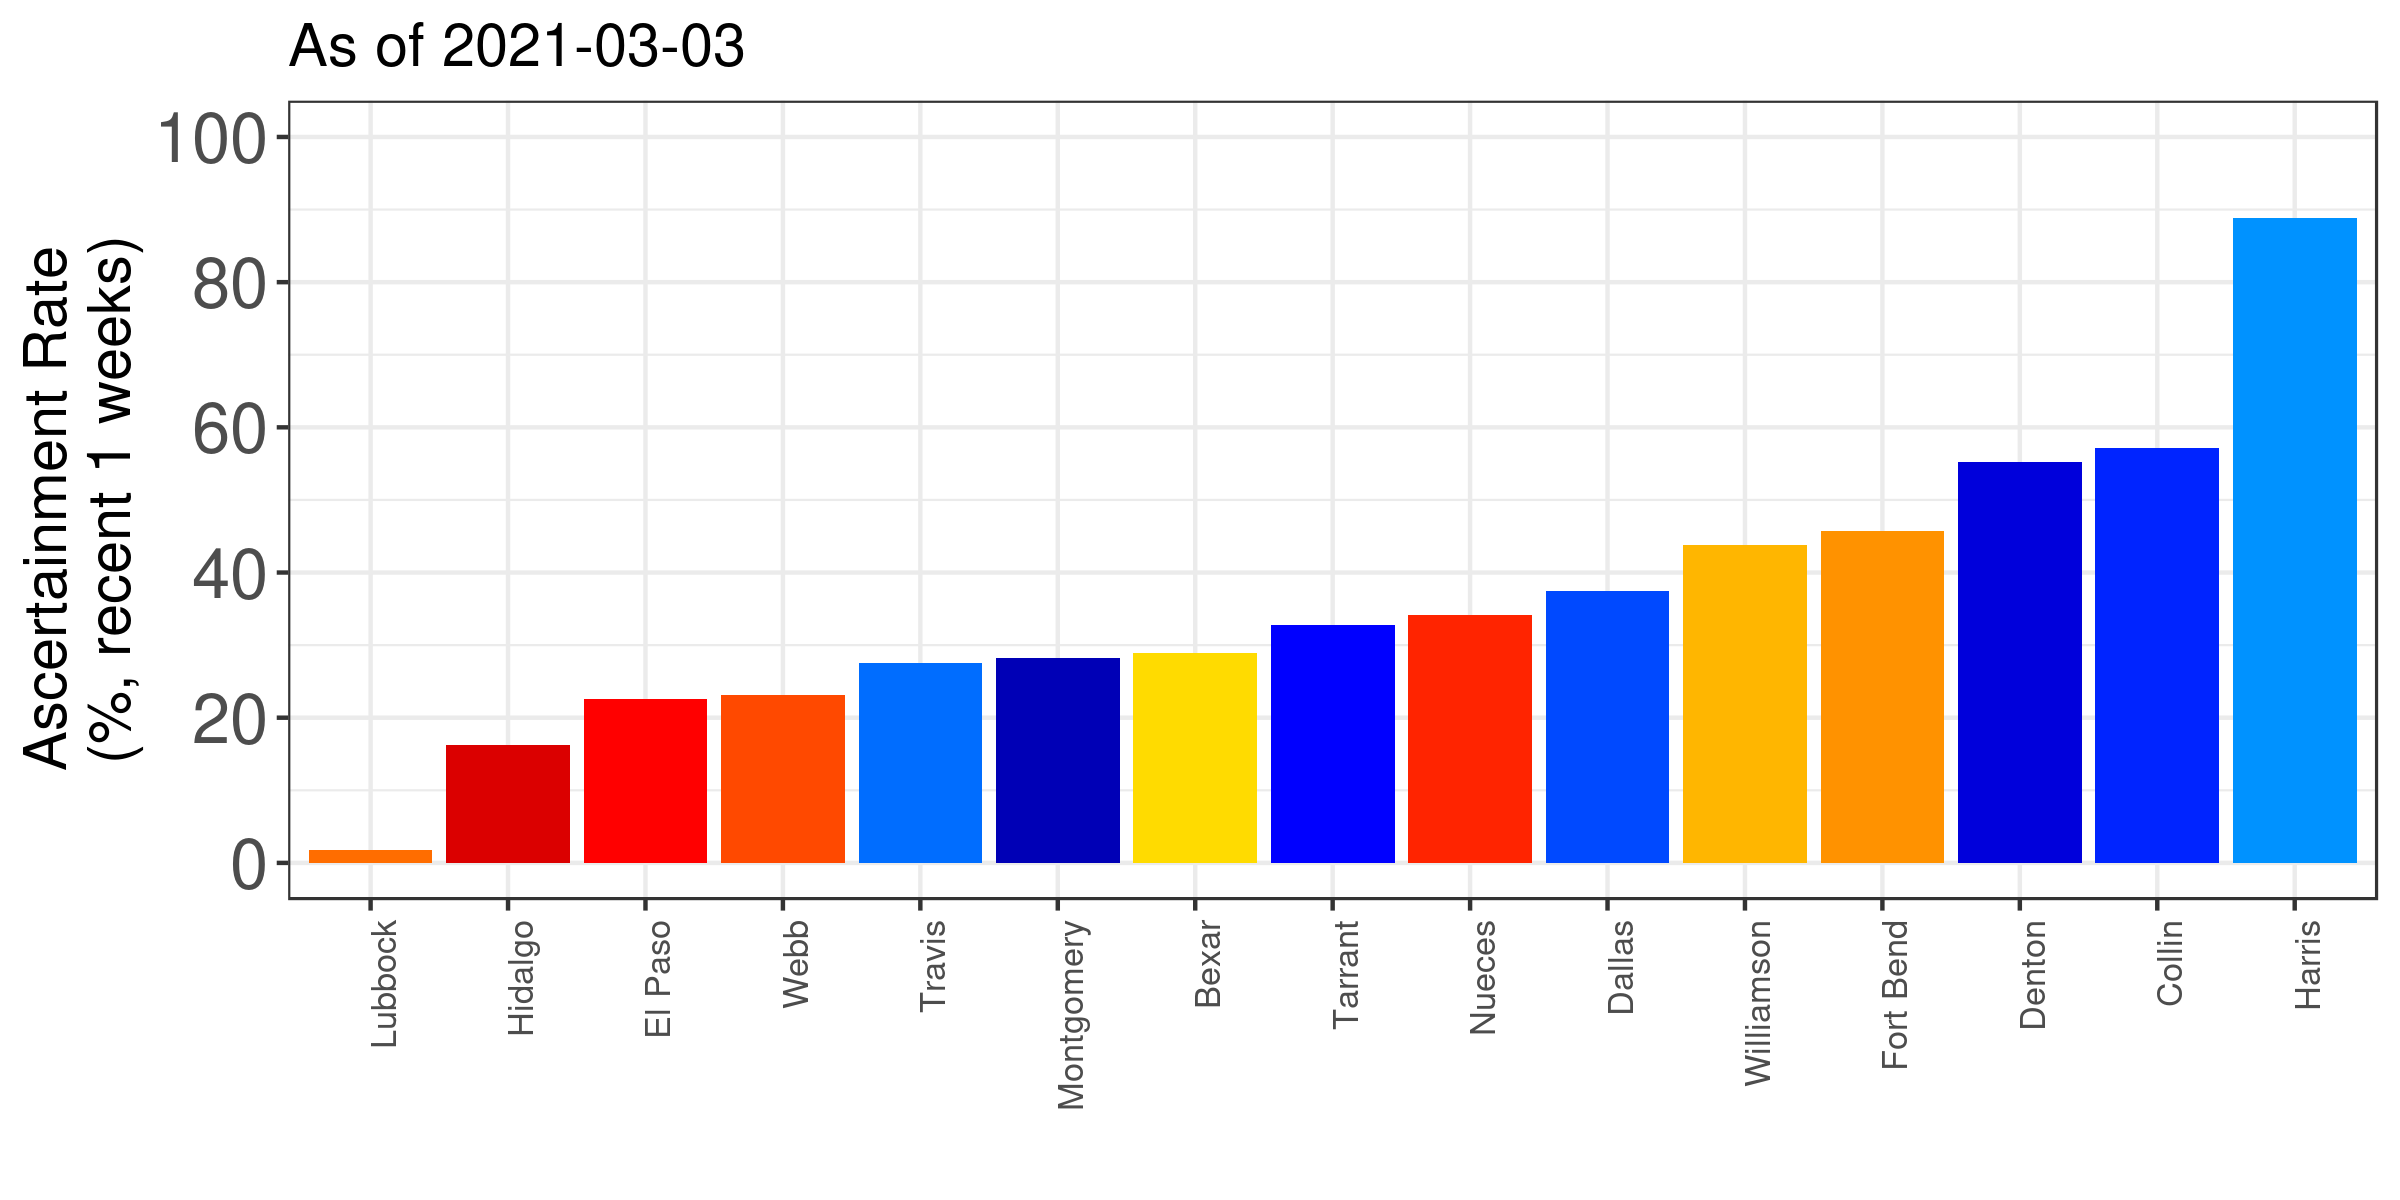 As of 2021-03-03
Ascertainment Rate
(%, recent 1 weeks)
100
80
60
40
20
0
Lubbock
Hidalgo
El Paso
Webb
Travis
Montgomery
Bexar
Tarrant
Nueces
Dallas
Williamson
Fort Bend
Denton
Collin
Harris